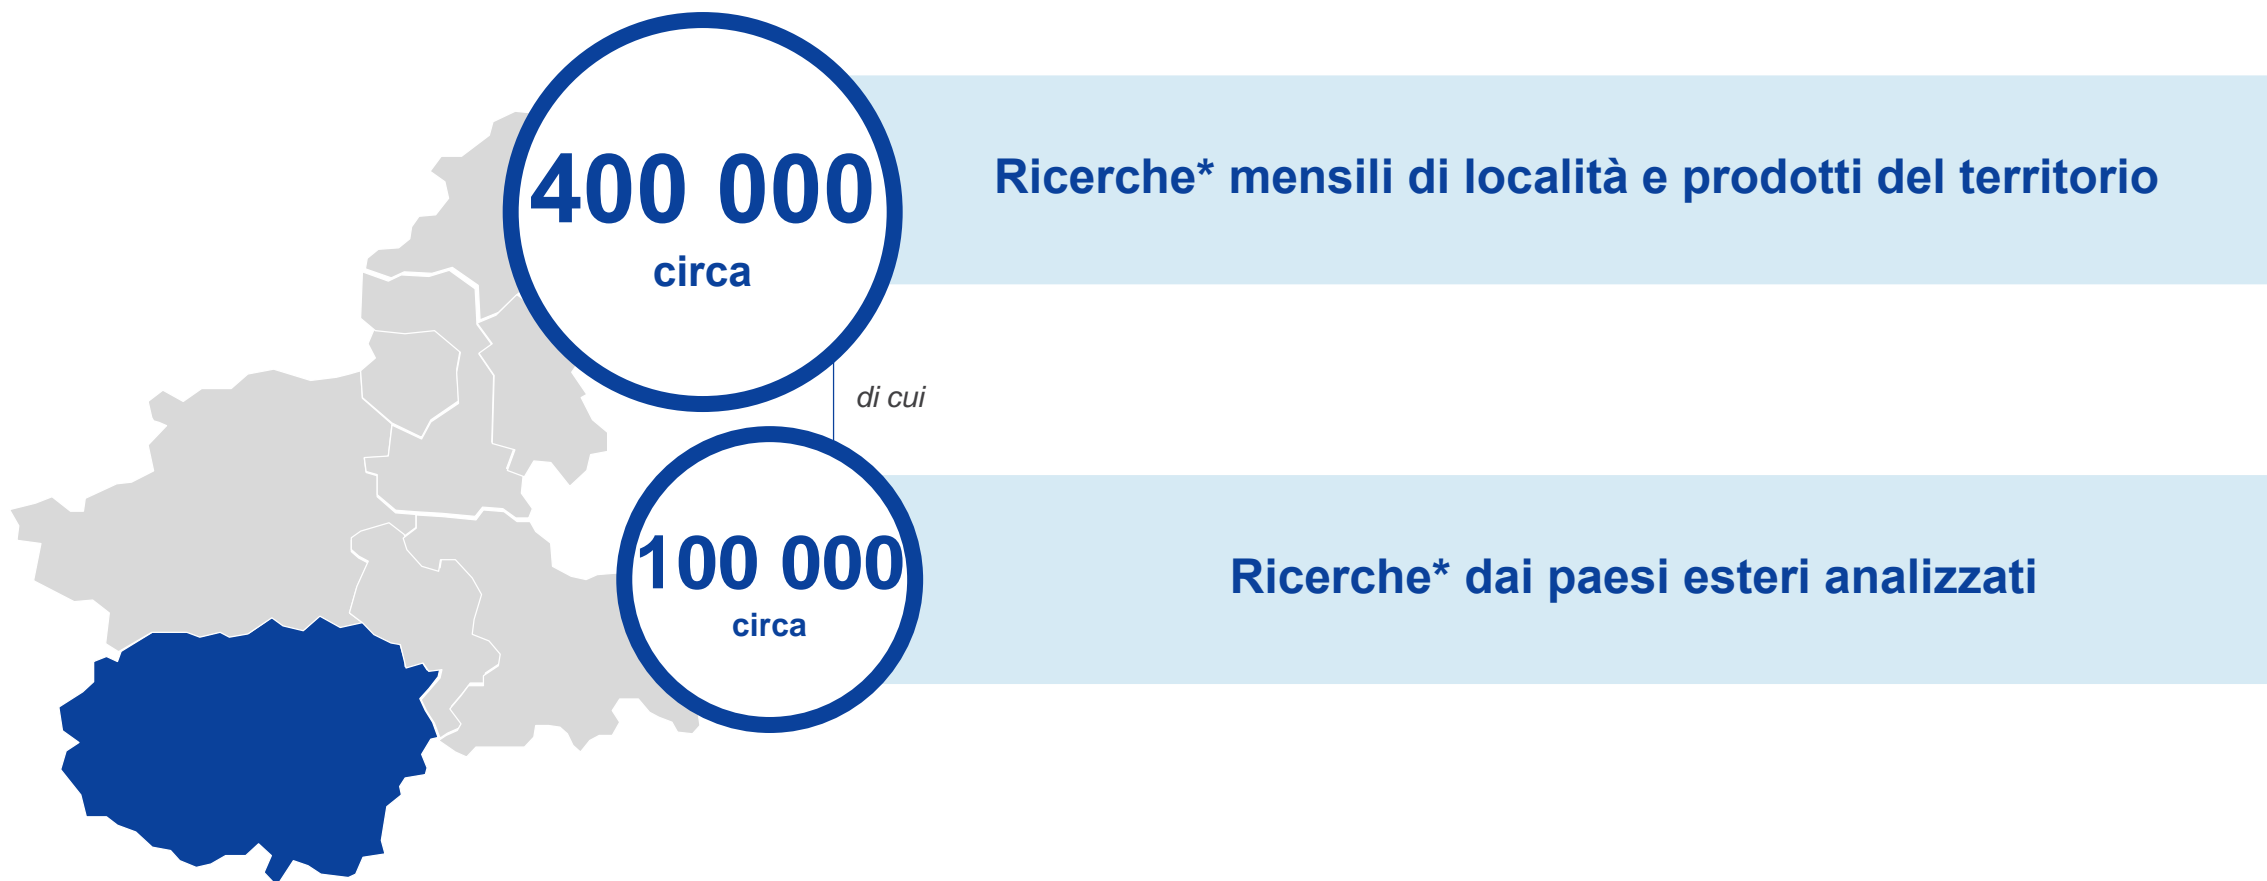 400 000
circa
Ricerche* mensili di località e prodotti del territorio
di cui
100 000
circa
Ricerche* dai paesi esteri analizzati